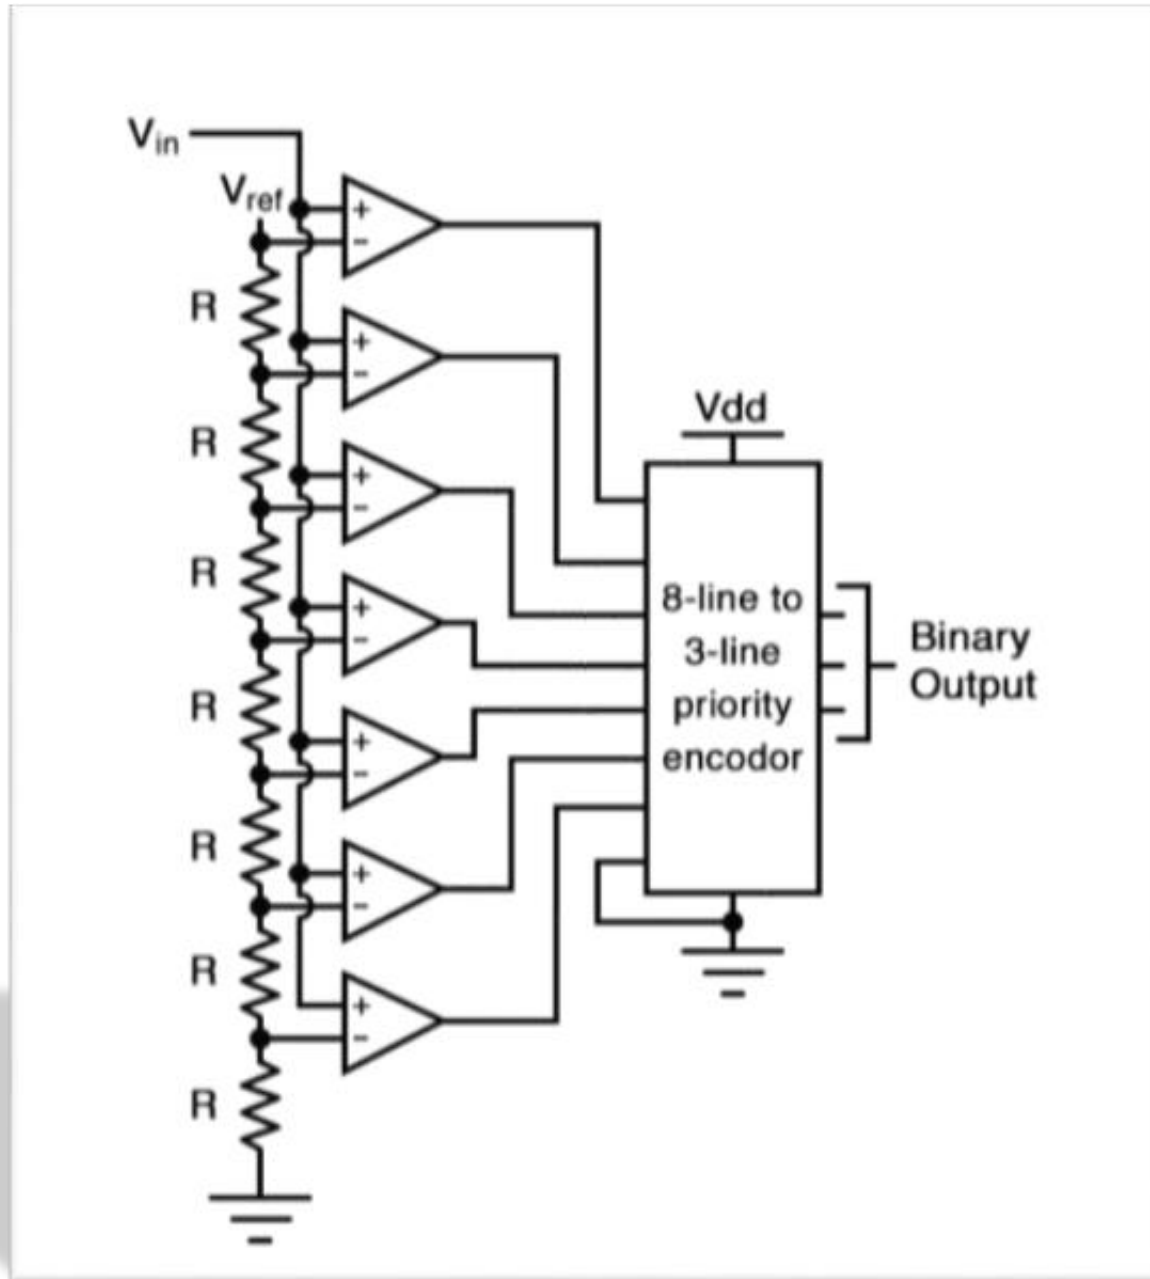 Vin
Vref
+
-
R
+
-
R
+
-
R
+
-
R
+
-
R
+
-
R
+
-
R
Vdd
8-line to
3-line
priority
encodor
Binary
Output